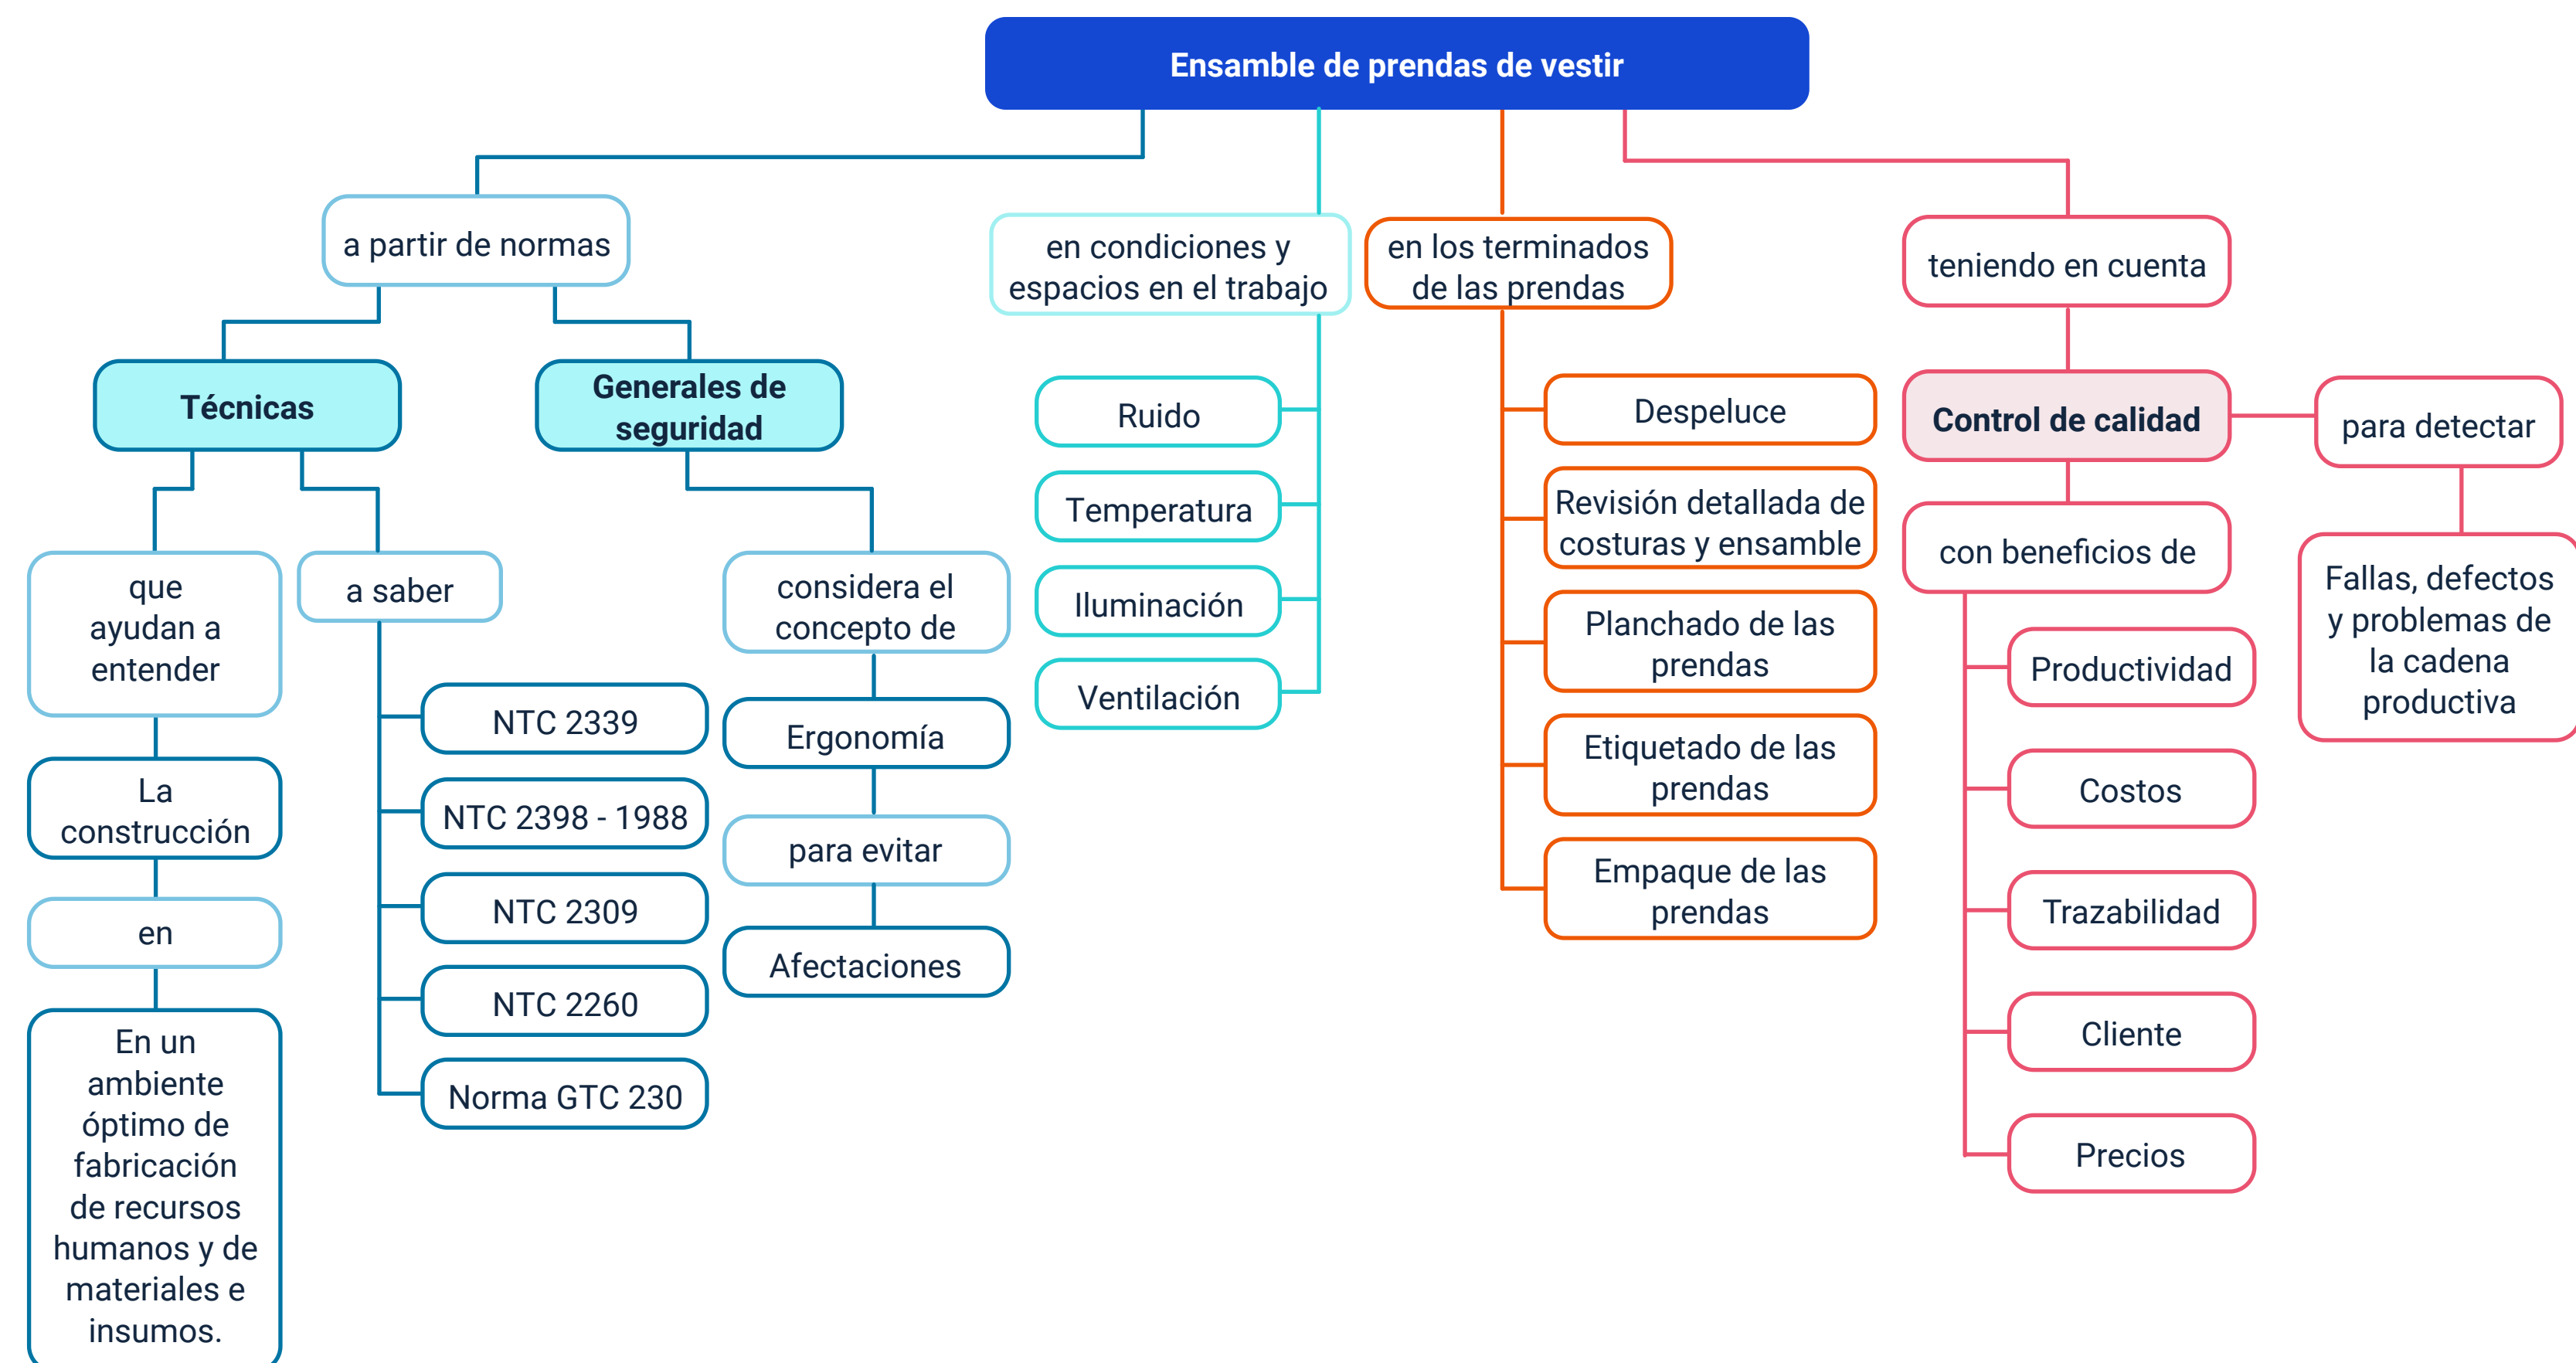 Ensamble de prendas de vestir
a partir de normas
Técnicas
que
ayudan a
entender
La
construcción
en
En un
ambiente
óptimo de
fabricación
de recursos
humanos y de
materiales e
insumos.
a saber
NTC 2339
NTC 2398 - 1988
NTC 2309
NTC 2260
Norma GTC 230
Generales de
seguridad
considera el
concepto de
Ergonomía
para evitar
Afectaciones
en condiciones y
espacios en el trabajo
Ruido
Temperatura
Iluminación
Ventilación
en los terminados
de las prendas
Despeluce
Revisión detallada de
costuras y ensamble
Planchado de las
prendas
Etiquetado de las
prendas
Empaque de las
prendas
teniendo en cuenta
Control de calidad
con beneficios de
Productividad
Costos
Trazabilidad
Cliente
Precios
para detectar
Fallas, defectos
y problemas de
la cadena
productiva